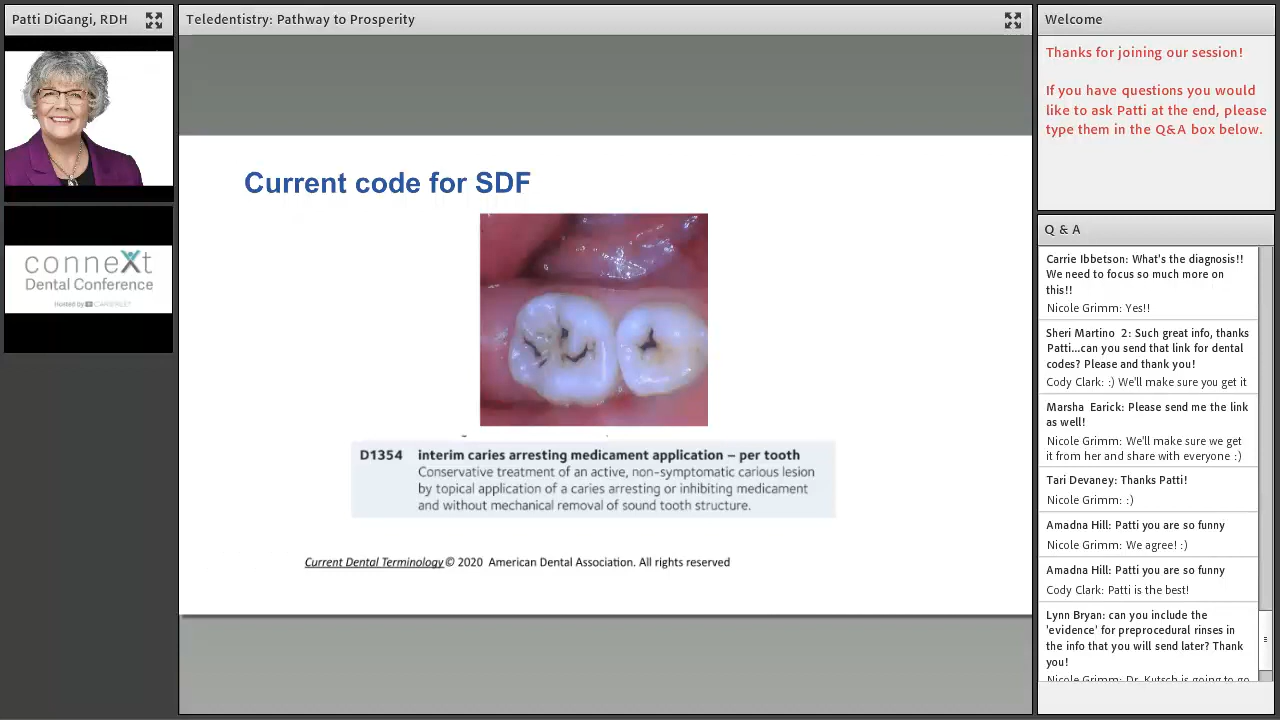 Patti DiGangi, RDH
Teledentistry: Pathway to Prosperity
Welcome
conneXt
Dental Conference
Current code for SDF
D1354 interim caries arresting medicament application – per tooth
Conservative treatment of an active, non-symptomatic carious lesion
by topical application of a caries arresting or inhibiting medicament
and without mechanical removal of sound tooth structure.
Current Dental Terminology © 2020 American Dental Association. All rights reserved
Thanks for joining our session!
If you have questions you would
like to ask Patti at the end, please
type them in the Q&A box below.
Q & A
Carrie Ibbetson: What's the diagnosis!!
We need to focus so much more on
this!!
Nicole Grimm: Yes!!
Sheri Martino 2: Such great info, thanks
Patti...can you send that link for dental
codes? Please and thank you!
Cody Clark: :) We'll make sure you get it
Marsha Earick: Please send me the link
as well!
Nicole Grimm: We'll make sure we get
it from her and share with everyone :)
Tari Devaney: Thanks Patti!
Nicole Grimm: :)
Amadna Hill: Patti you are so funny
Nicole Grimm: We agree! :)
Amadna Hill: Patti you are so funny
Cody Clark: Patti is the best!
Lynn Bryan: can you include the
'evidence' for preprocedural rinses in
the info that you will send later? Thank
you!
Nicole Grimm: Dr. Kutsch is going to go